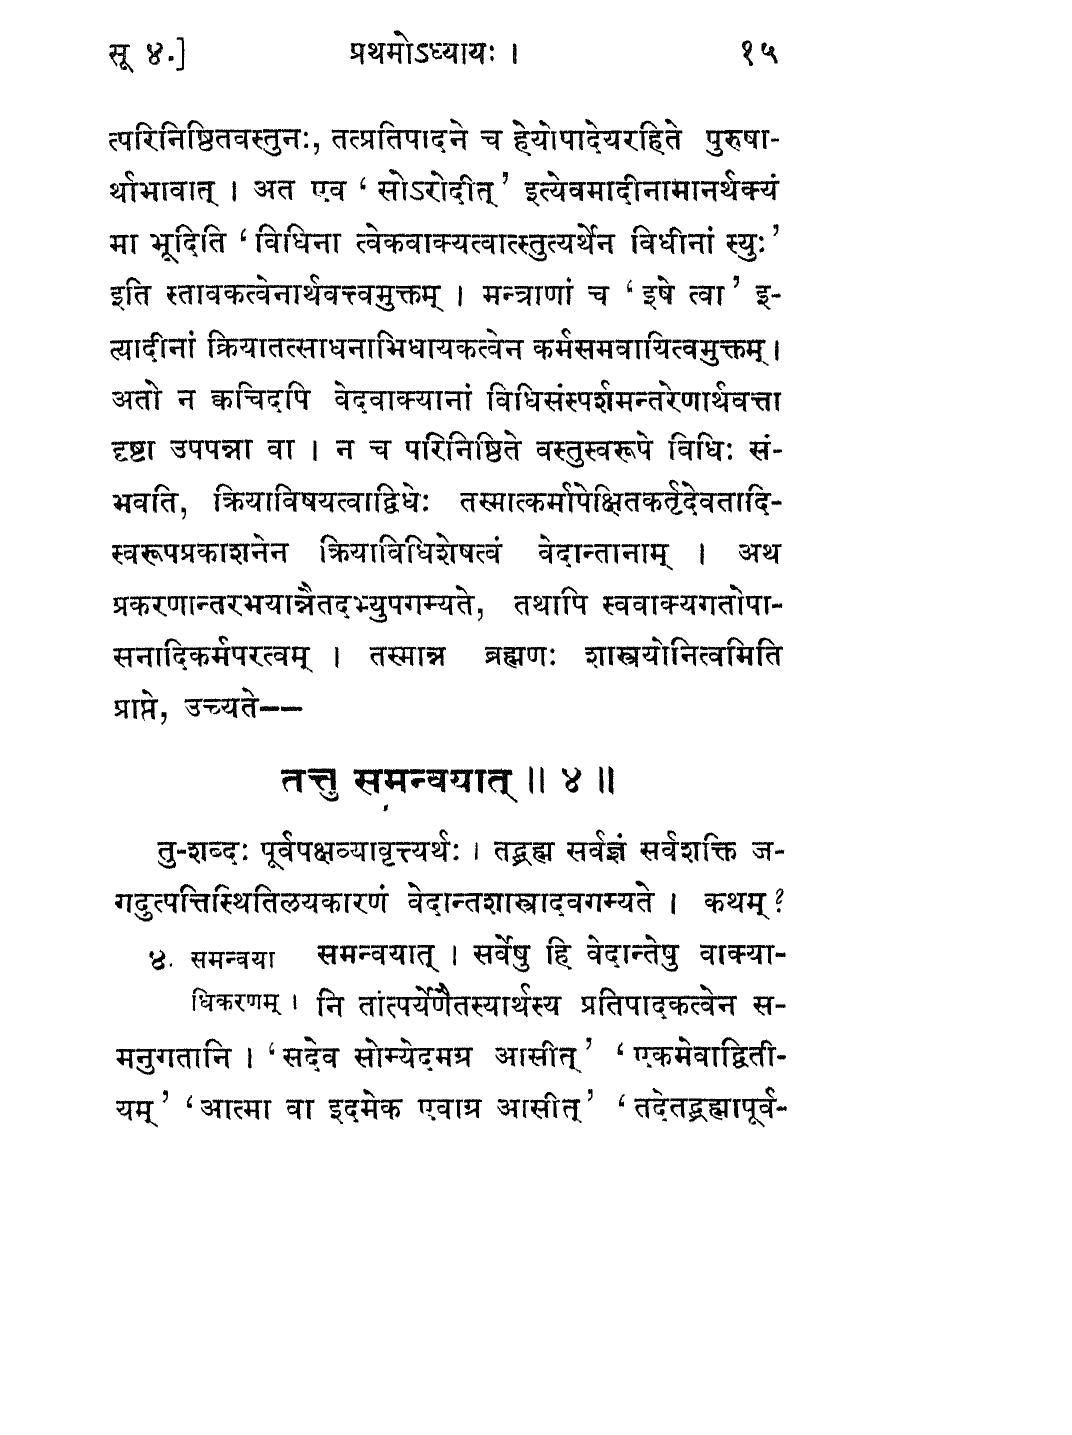 सू ४.] प्रथमोऽध्यायः । १५
त्परिनिष्ठितवस्तुनः, तत्प्रतिपादने च हेयोपादेयरहिते पुरुषा-
र्थाभावात् । अत एव ‘ सोऽरोदीत् ’ इत्येवमादीनामानर्थक्यं
मा भूदिति ‘ विधिना त्वेकवाक्यत्वात्स्तुत्यर्थेन विधीनां स्युः ’
इति स्तावकत्वेनार्थवत्त्वमुक्तम् । मन्त्राणां च ‘ इषे त्वा ’ इ-
त्यादीनां क्रियातत्साधनाभिधायकत्वेन कर्मसमवायित्वमुक्तम् ।
अतो न क्वचिदपि वेदवाक्यानां विधिसंस्पर्शमन्तरेणार्थवत्ता
दृष्टा उपपन्ना वा । न च परिनिष्ठिते वस्तुस्वरूपे विधिः सं-
भवति, क्रियाविषयत्वाद्विधेः तस्मात्कर्मापेक्षितकर्तृदेवतादि-
स्वरूपप्रकाशनेन क्रियाविधिशेषत्वं वेदान्तानाम् । अथ
प्रकरणान्तरभयान्नैतदभ्युपगम्यते, तथापि स्ववाक्यगतोपा-
सनादिकर्मपरत्वम् । तस्मान्न ब्रह्मणः शास्त्रयोनित्वमिति
प्राप्ते, उच्यते——
तत्तु समन्वयात् ॥ ४ ॥
तु-शब्दः पूर्वपक्षव्यावृत्त्यर्थः । तद्ब्रह्म सर्वज्ञं सर्वशक्ति ज-
गदुत्पत्तिस्थितिलयकारणं वेदान्तशास्त्रादवगम्यते । कथम् ?
४. समन्वया समन्वयात् । सर्वेषु हि वेदान्तेषु वाक्या-
धिकरणम् । नि तांत्पर्येणैतस्यार्थस्य प्रतिपादकत्वेन स-
मनुगतानि । ‘ सदेव सोम्येदमग्र आसीत् ’ ‘ एकमेवाद्विती-
यम् ’ ‘ आत्मा वा इदमेक एवाग्र आसीत् ’ ‘ तदेतद्ब्रह्मापूर्व-